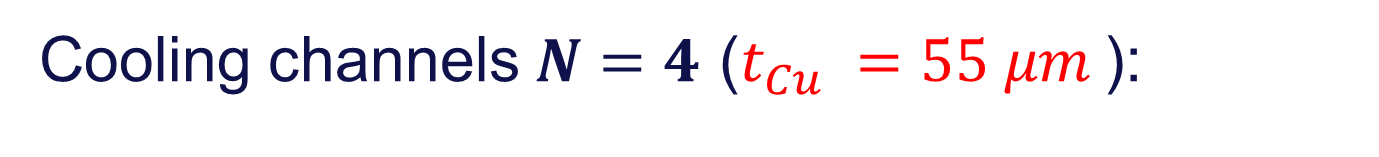 Cooling channels N = 4 (t_Cu = 55 μm ):